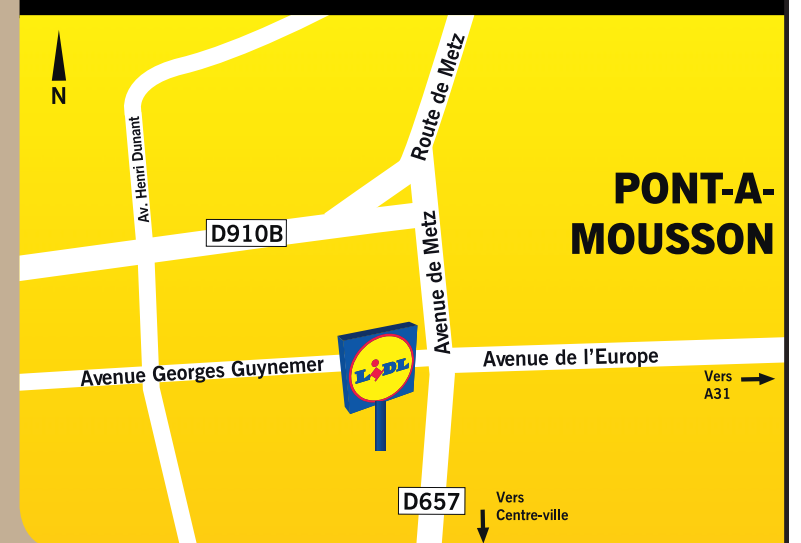 N
Route de Metz
Av. Henri Dunant
PONT-A-
MOUSSON
D910B
Avenue de Metz
LIDL
Avenue Georges Guynemer
Avenue de l'Europe
Vers
A31
D657
Vers
Centre-ville